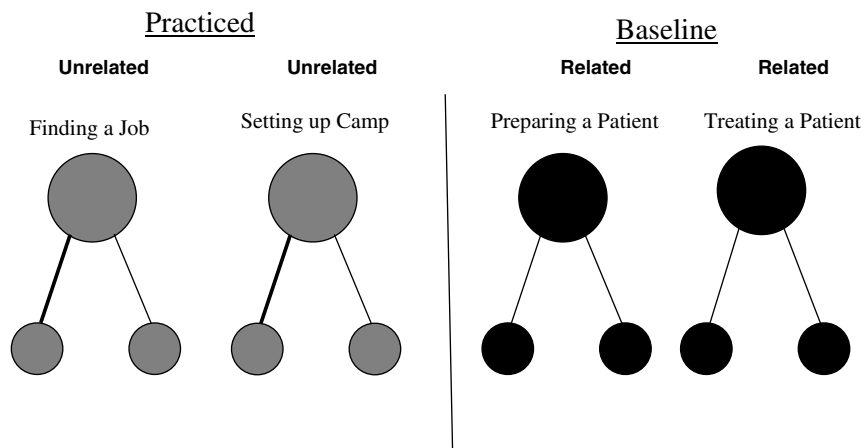 Practiced
Baseline
Unrelated
Unrelated
Related
Related
Finding a Job
Setting up Camp
Preparing a Patient
Treating a Patient